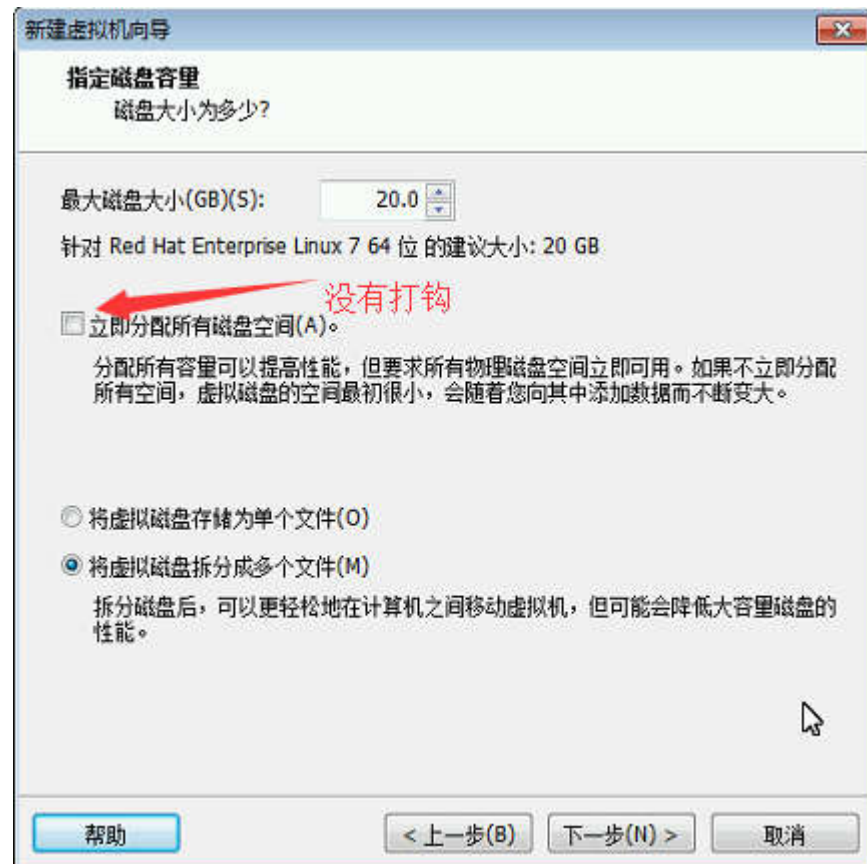 新建虚拟机向导
指定磁盘容量
磁盘大小为多少?
最大磁盘大小(GB)(S):
20.0
针对 Red Hat Enterprise Linux 7 64 位 的建议大小: 20 GB
没有打钩
立即分配所有磁盘空间(A)。
分配所有容量可以提高性能，但要求所有物理磁盘空间立即可用。如果不立即分配
所有空间，虚拟磁盘的空间最初很小，会随着您向其中添加数据而不断变大。
将虚拟磁盘存储为单个文件(O)
将虚拟磁盘拆分成多个文件(M)
拆分磁盘后，可以更轻松地在计算机之间移动虚拟机，但可能会降低大容量磁盘的
性能。
帮助
< 上一步(B)
下一步(N) >
取消